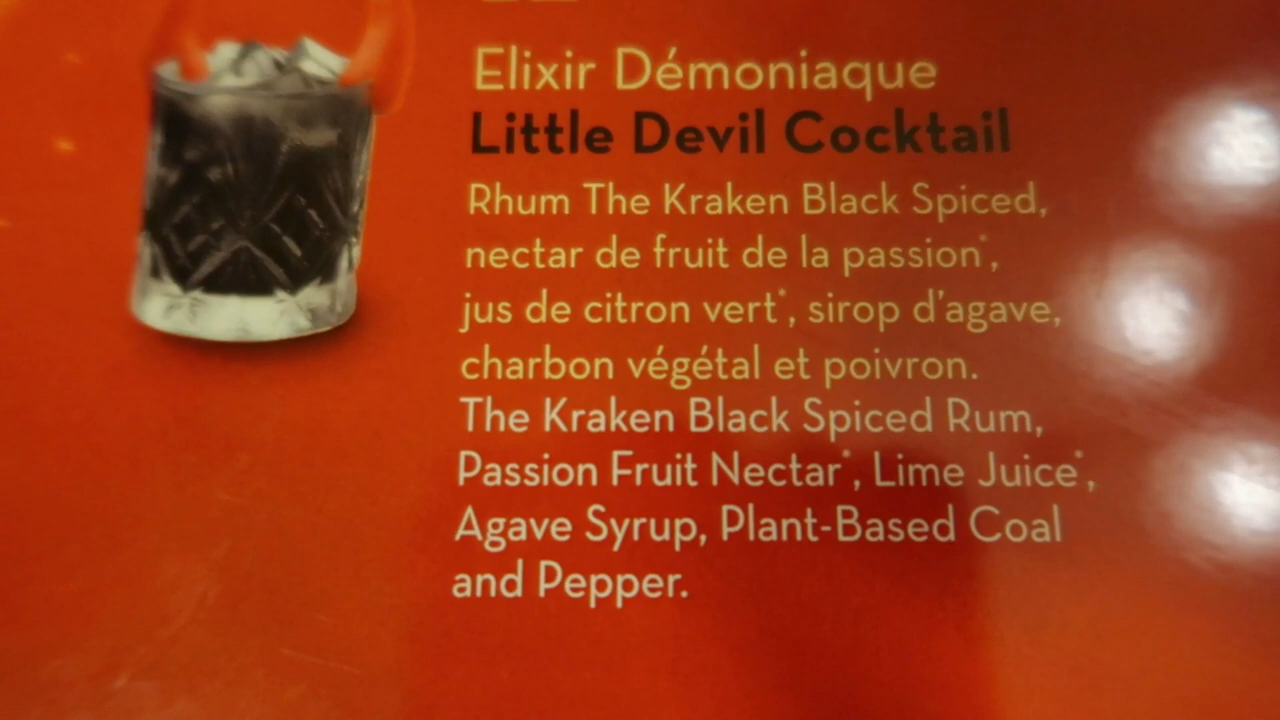 Elixir Démoniaque
Little Devil Cocktail
Rhum The Kraken Black Spiced,
nectar de fruit de la passion*,
jus de citron vert*, sirop d'agave,
charbon végétal et poivron.
The Kraken Black Spiced Rum,
Passion Fruit Nectar*, Lime Juice*,
Agave Syrup, Plant-Based Coal
and Pepper.